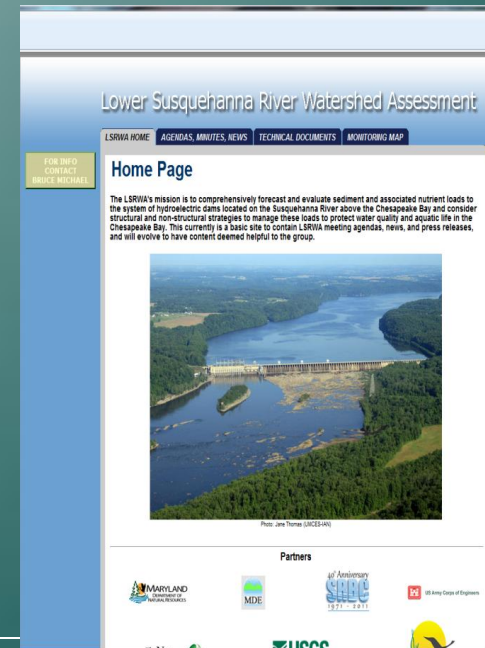 Lower Susquehanna River Watershed Assessment
LSRWA HOME
AGENDAS, MINUTES, NEWS
TECHNICAL DOCUMENTS
MONITORING MAP
FOR INFO
CONTACT
BRUCE MICHAEL
Home Page
The LSRWA's mission is to comprehensively forecast and evaluate sediment and associated nutrient loads to
the system of hydroelectric dams located on the Susquehanna River above the Chesapeake Bay and consider
structural and non-structural strategies to manage these loads to protect water quality and aquatic life in the
Chesapeake Bay. This currently is a basic site to contain LSRWA meeting agendas, news, and press releases,
and will evolve to have content deemed helpful to the group.
Photo: Jane Thomas (UMCES-IAN)
Partners
MARYLAND
DEPARTMENT OF
NATURAL RESOURCES
MDE
40th Anniversary
SRBC
1971 - 2011
US Army Corps of Engineers
USGS